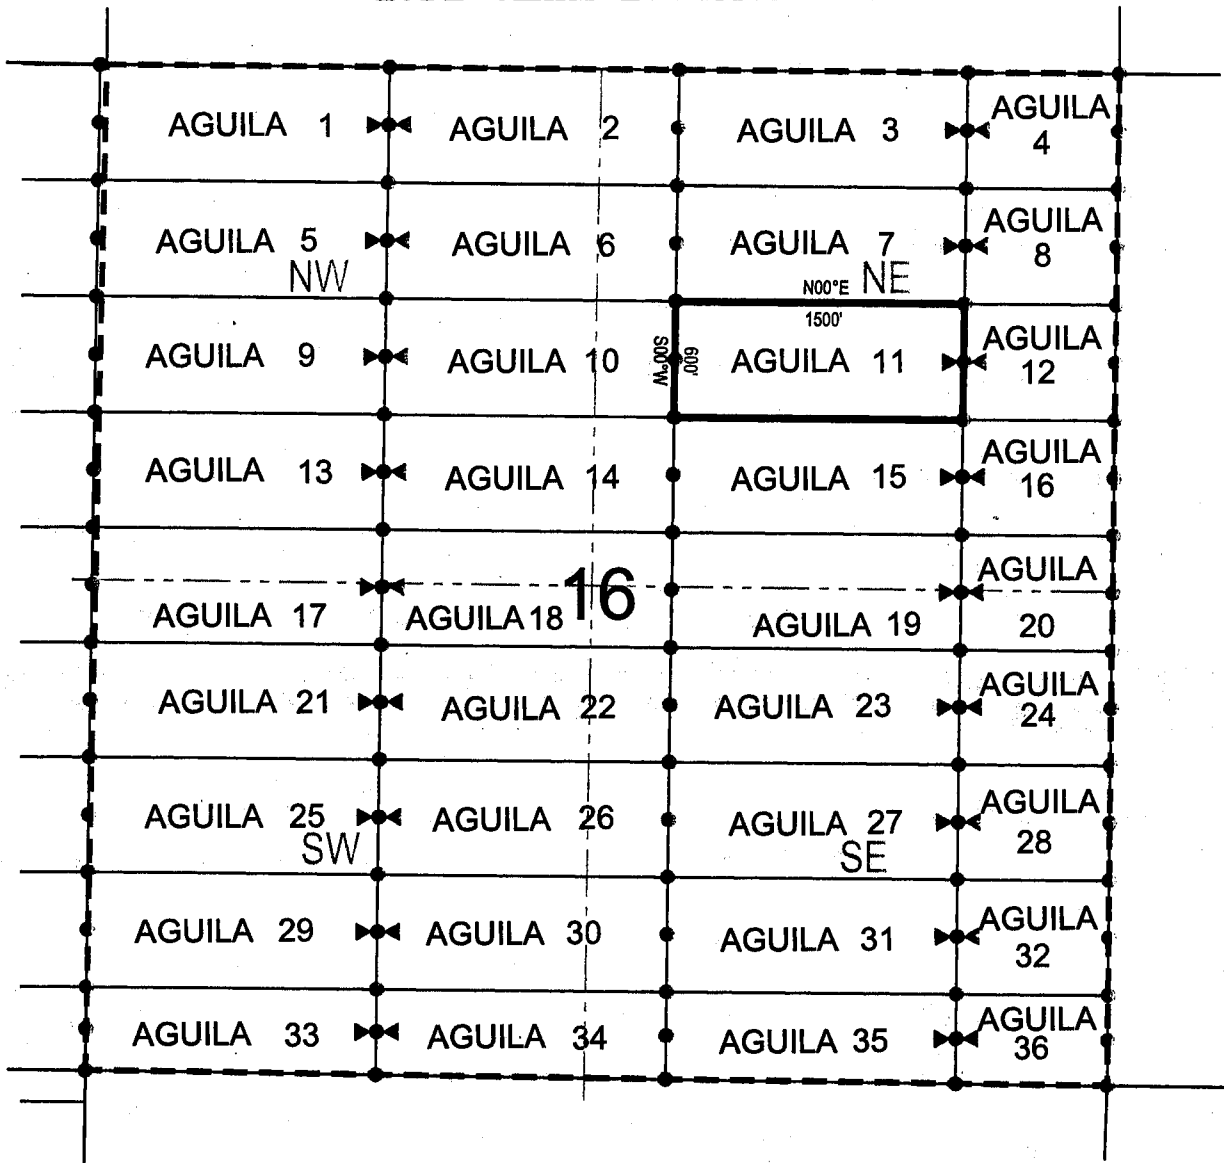 AGUILA 1
AGUILA 2
AGUILA 3
AGUILA
4
AGUILA 5
NW
AGUILA 6
AGUILA 7
NE
AGUILA
8
N00°E
1500'
AGUILA 9
AGUILA 10
S00°W
600'
AGUILA 11
AGUILA
12
AGUILA 13
AGUILA 14
AGUILA 15
AGUILA
16
16
AGUILA 17
AGUILA 18
AGUILA 19
AGUILA
20
AGUILA 21
AGUILA 22
AGUILA 23
AGUILA
24
AGUILA 25
SW
AGUILA 26
AGUILA 27
SE
AGUILA
28
AGUILA 29
AGUILA 30
AGUILA 31
AGUILA
32
AGUILA 33
AGUILA 34
AGUILA 35
AGUILA
36